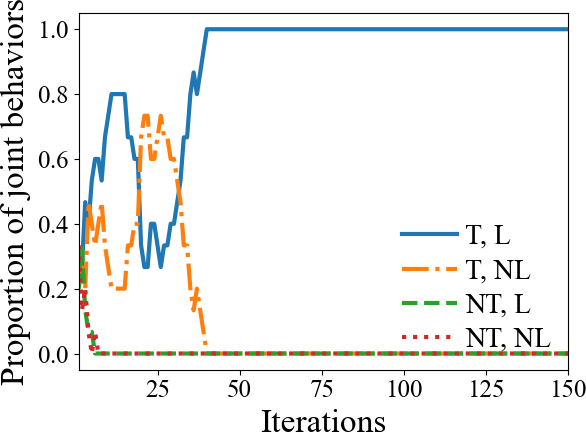 Proportion of joint behaviors
1.0
0.8
0.6
0.4
0.2
0.0
T, L
T, NL
NT, L
NT, NL
25 50 75 100 125 150
Iterations